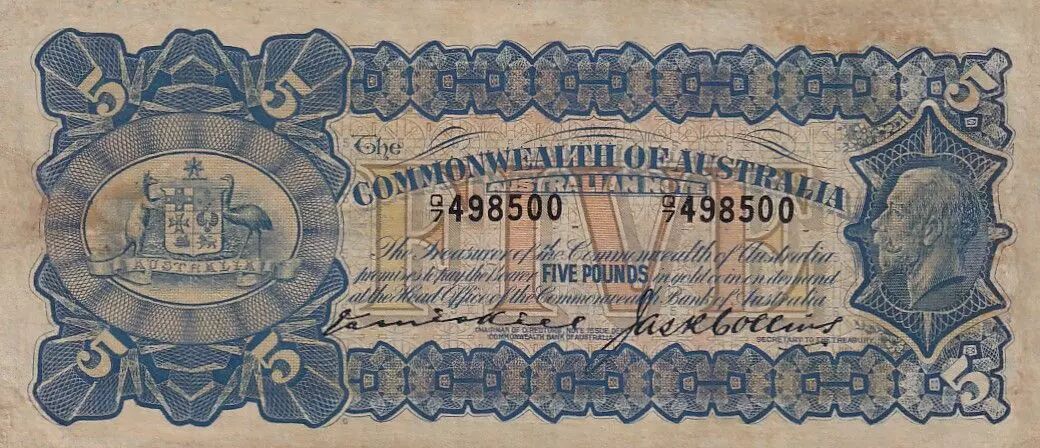 5 5 5
The
COMMONWEALTH OF AUSTRALIA
AUSTRALIAN NOTE
Q/7 498500 Q/7 498500
FIVE
The Treasurer of the Commonwealth of Australia
promises to pay the Bearer FIVE POUNDS in gold coin on demand
at the Head Office of the Commonwealth Bank of Australia
AUSTRALIA
Jas R Collins
CHAIRMAN OF DIRECTORS, NOTE ISSUE DEPT
COMMONWEALTH BANK OF AUSTRALIA
SECRETARY TO THE TREASURY
5 5 5